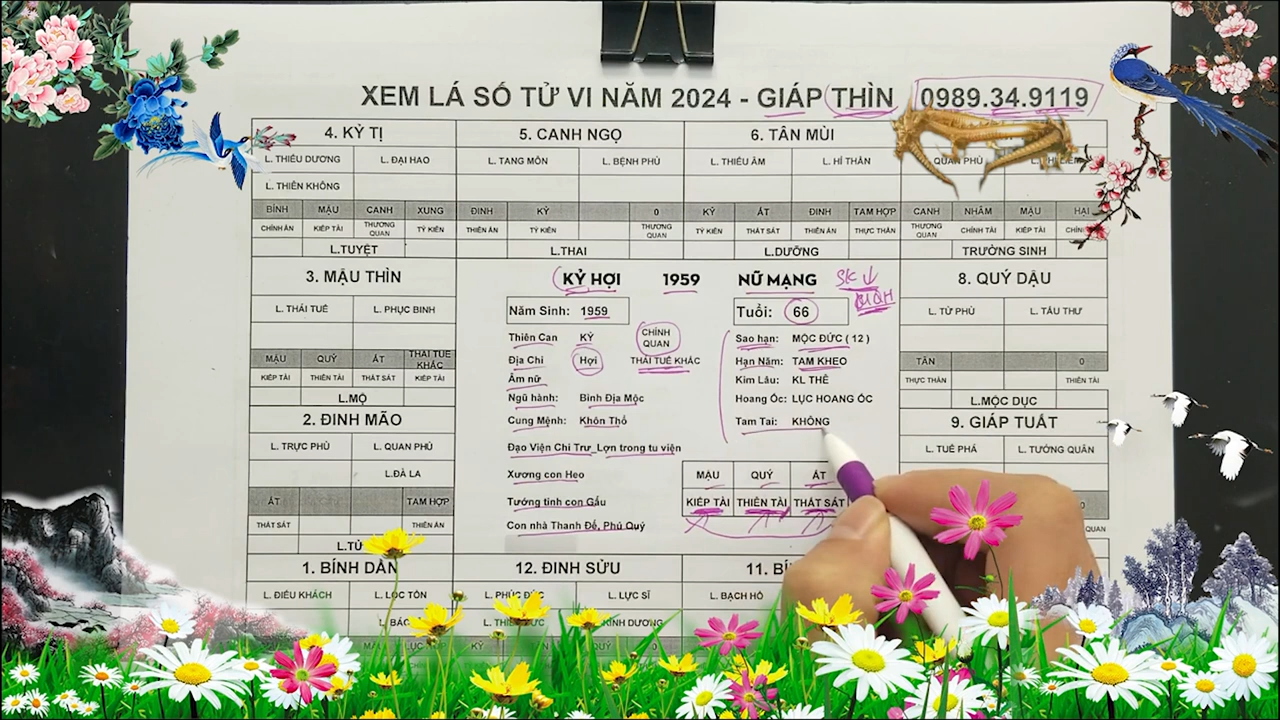 XEM LÁ SỐ TỬ VI NĂM 2024 - GIÁP THÌN 0989.34.9119
4. KỶ TỊ 5. CANH NGỌ 6. TÂN MÙI
L. THIẾU DƯƠNG L. ĐẠI HAO L. TANG MÔN L. BỆNH PHÙ L. THIẾU ÂM L. HỈ THẦN QUAN PHÙ
L. THIÊN KHÔNG
BÍNH MẬU CANH XUNG ĐINH KỶ 0 KỶ ẤT ĐINH TAM HỢP CANH NHÂM MẬU HẠI
CHÍNH ẤN KIẾP TÀI THƯƠNG QUAN TỶ KIÊN THIÊN ẤN TỶ KIÊN THƯƠNG QUAN TỶ KIÊN THẤT SÁT THIÊN ẤN THỰC THẦN THƯƠNG QUAN CHÍNH TÀI KIẾP TÀI
L.TUYỆT L.THAI L.DƯỠNG TRƯỜNG SINH
3. MẬU THÌN KỶ HỢI 1959 NỮ MẠNG SK ↓ 8. QUÝ DẬU
L. THÁI TUẾ L. PHỤC BINH Năm Sinh: 1959 Tuổi: 66 L. TỬ PHÙ L. TẤU THƯ
Thiên Can KỶ CHÍNH QUAN Sao hạn: MỘC ĐỨC ( 12 )
MẬU QUÝ ẤT THÁI TUẾ KHẮC Địa Chi Hợi THÁI TUẾ KHẮC Hạn Năm: TAM KHEO TÂN 0
KIẾP TÀI THIÊN TÀI THẤT SÁT KIẾP TÀI Âm nữ Kim Lâu: KL THÊ THỰC THẦN THIÊN TÀI
L.MỘ Ngũ hành: Bình Địa Mộc Hoang Ốc: LỤC HOANG ỐC L.MỘC DỤC
2. ĐINH MÃO Cung Mệnh: Khôn Thổ Tam Tai: KHÔNG 9. GIÁP TUẤT
L. TRỰC PHÙ L. QUAN PHỦ Đạo Viện Chi Trư_Lợn trong tu viện L. TUẾ PHÁ L. TƯỚNG QUÂN
L.ĐÀ LA Xương con Heo MẬU QUÝ ẤT
ẤT TAM HỢP Tướng tinh con Gấu KIẾP TÀI THIÊN TÀI THẤT SÁT
THẤT SÁT THIÊN ẤN Con nhà Thanh Đế, Phú Quý QUAN
1. BÍNH DẦN 12. ĐINH SỬU
L. ĐIẾU KHÁCH L. LỘC TỒN L. PHÚC ĐỨC L. LỰC SĨ L. BẠCH HỔ